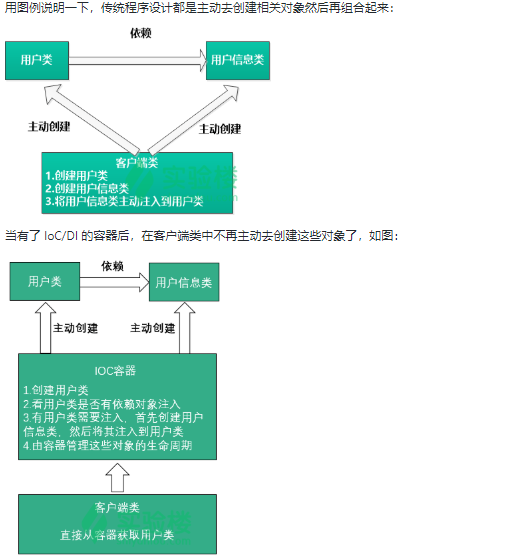 用图例说明一下，传统程序设计都是主动去创建相关对象然后再组合起来：
依赖
用户类
用户信息类
主动创建
主动创建
客户端类
1.创建用户类
2.创建用户信息类
3.将用户信息类主动注入到用户类
当有了 IoC/DI 的容器后，在客户端类中不再主动去创建这些对象了，如图：
依赖
用户类
用户信息类
主动创建
主动创建
IOC容器
1.创建用户类
2.看用户类是否有依赖对象注入
3.有用户类需要注入，首先创建用户
信息类，然后将其注入到用户类
4.由容器管理这些对象的生命周期
客户端类
直接从容器获取用户类
实验楼
实验楼